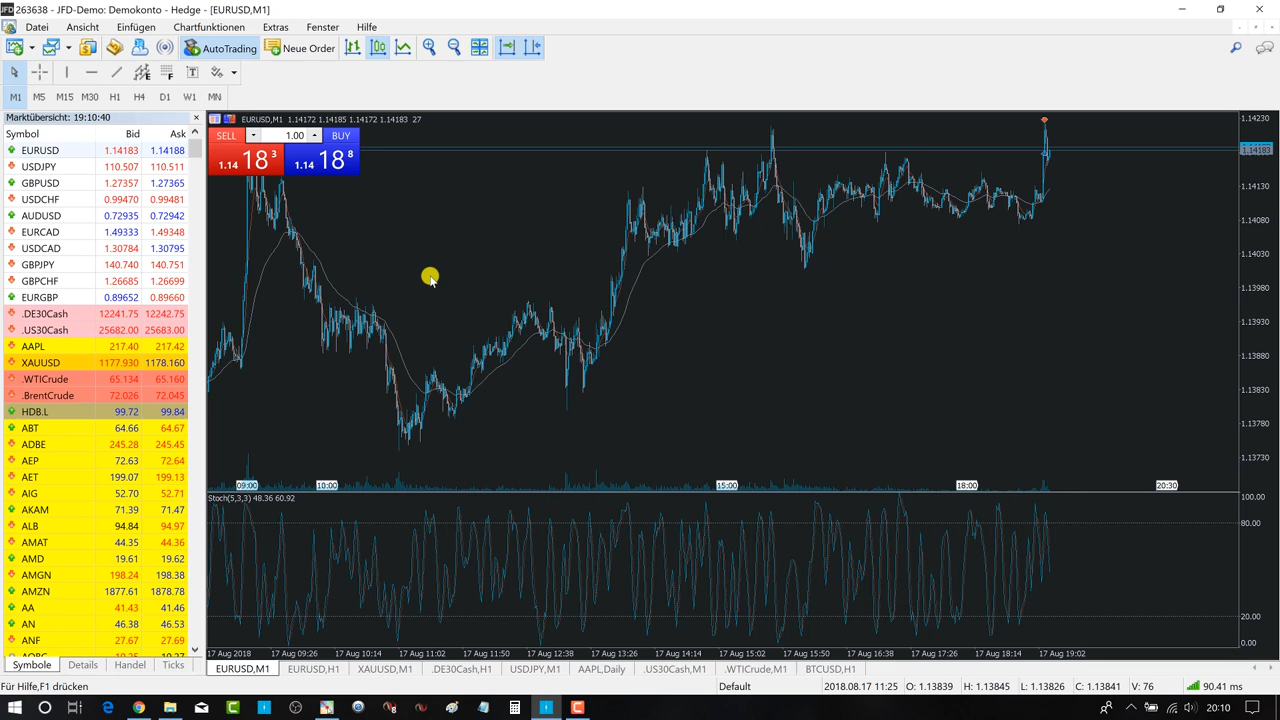 263638 - JFD-Demo: Demokonto - Hedge - [EURUSD,M1]
Datei Ansicht Einfügen Chartfunktionen Extras Fenster Hilfe
AutoTrading Neue Order
M1 M5 M15 M30 H1 H4 D1 W1 MN
Marktübersicht: 19:10:40
Symbol Bid Ask
EURUSD 1.14183 1.14188
USDJPY 110.507 110.511
GBPUSD 1.27357 1.27365
USDCHF 0.99470 0.99481
AUDUSD 0.72935 0.72942
EURCAD 1.49333 1.49348
USDCAD 1.30784 1.30795
GBPJPY 140.740 140.751
GBPCHF 1.26685 1.26699
EURGBP 0.89652 0.89660
.DE30Cash 12241.75 12242.75
.US30Cash 25682.00 25683.00
AAPL 217.40 217.42
XAUUSD 1177.930 1178.160
.WTICrude 65.134 65.160
.BrentCrude 72.026 72.045
HDB.L 99.72 99.84
ABT 64.66 64.67
ADBE 245.28 245.45
AEP 72.63 72.64
AET 199.07 199.13
AIG 52.70 52.71
AKAM 71.39 71.47
ALB 94.84 94.97
AMAT 44.35 44.36
AMD 19.61 19.62
AMGN 198.24 198.38
AMZN 1877.61 1878.78
AA 41.43 41.46
AN 46.38 46.53
ANF 27.67 27.69
Symbole Details Handel Ticks
EURUSD,M1 1.14172 1.14185 1.14172 1.14183 27
SELL 1.00 BUY
1.14 18 3 1.14 18 8
1.14230
1.14183
1.14130
1.14080
1.14030
1.13980
1.13930
1.13880
1.13830
1.13780
1.13730
09:00 10:00 15:00 18:00 20:30
Stoch(5,3,3) 48.36 60.92
100.00
80.00
20.00
0.00
17 Aug 2018 17 Aug 09:26 17 Aug 10:14 17 Aug 11:02 17 Aug 11:50 17 Aug 12:38 17 Aug 13:26 17 Aug 14:14 17 Aug 15:02 17 Aug 15:50 17 Aug 16:38 17 Aug 17:26 17 Aug 18:14 17 Aug 19:02
EURUSD,M1 EURUSD,H1 XAUUSD,M1 .DE30Cash,H1 USDJPY,M1 AAPL,Daily .US30Cash,M1 .WTICrude,M1 BTCUSD,H1
Für Hilfe,F1 drücken
Default 2018.08.17 11:25 O: 1.13839 H: 1.13845 L: 1.13826 C: 1.13841 V: 76 90.41 ms
20:10